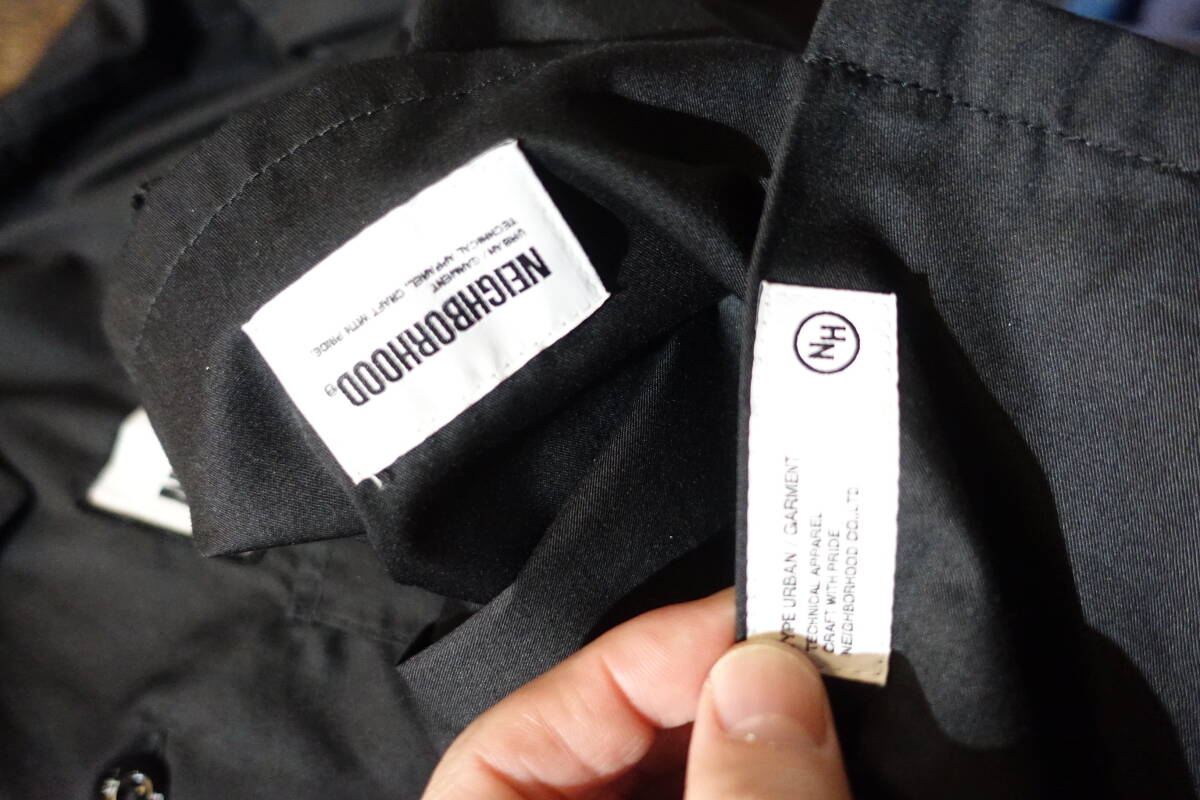 NEIGHBORHOOD®
URBAN / GARMENT
TECHNICAL APPAREL. CRAFT WITH PRIDE
NH
YPE URBAN / GARMENT
TECHNICAL APPAREL
CRAFT WITH PRIDE
NEIGHBORHOOD CO.,LTD